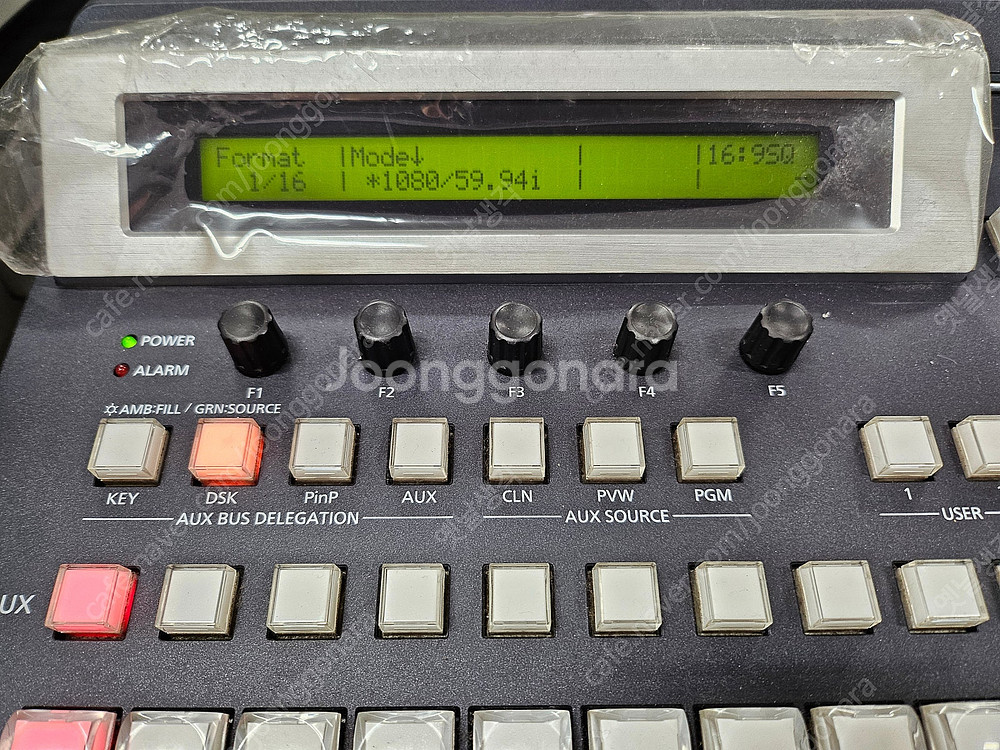 Format |Mode↓ | |16:9SQ
1/16 | *1080/59.94i | | →
POWER
ALARM
F1 F2 F3 F4 F5
AMB:FILL / GRN:SOURCE
KEY DSK PinP AUX CLN PVW PGM 1
AUX BUS DELEGATION AUX SOURCE USER
UX
Joonggonara